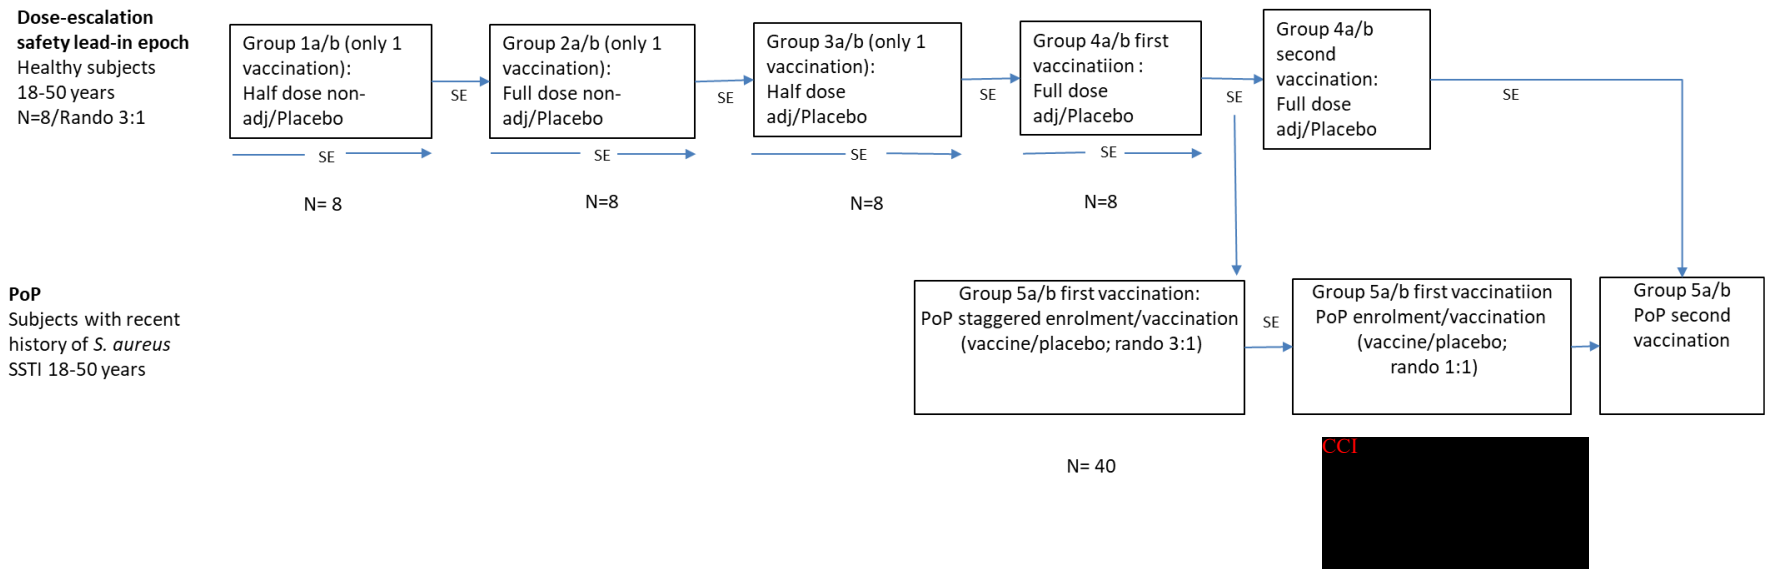 Dose-escalation
safety lead-in epoch
Healthy subjects
18-50 years
N=8/Rando 3:1
Group 1a/b (only 1
vaccination):
Half dose non-
adj/Placebo
SE
Group 2a/b (only 1
vaccination):
Full dose non-
adj/Placebo
SE
Group 3a/b (only 1
vaccination):
Half dose
adj/Placebo
SE
Group 4a/b first
vaccinatiion :
Full dose
adj/Placebo
SE
Group 4a/b
second
vaccination:
Full dose
adj/Placebo
SE
SE
SE
SE
SE
N= 8
N=8
N=8
N=8
PoP
Subjects with recent
history of S. aureus
SSTI 18-50 years
Group 5a/b first vaccination:
PoP staggered enrolment/vaccination
(vaccine/placebo; rando 3:1)
SE
Group 5a/b first vaccinatiion
PoP enrolment/vaccination
(vaccine/placebo;
rando 1:1)
Group 5a/b
PoP second
vaccination
N= 40
CCI